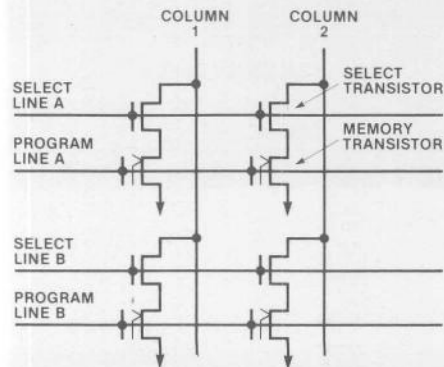 COLUMN
1
COLUMN
2
SELECT
LINE A
SELECT
TRANSISTOR
PROGRAM
LINE A
MEMORY
TRANSISTOR
SELECT
LINE B
PROGRAM
LINE B